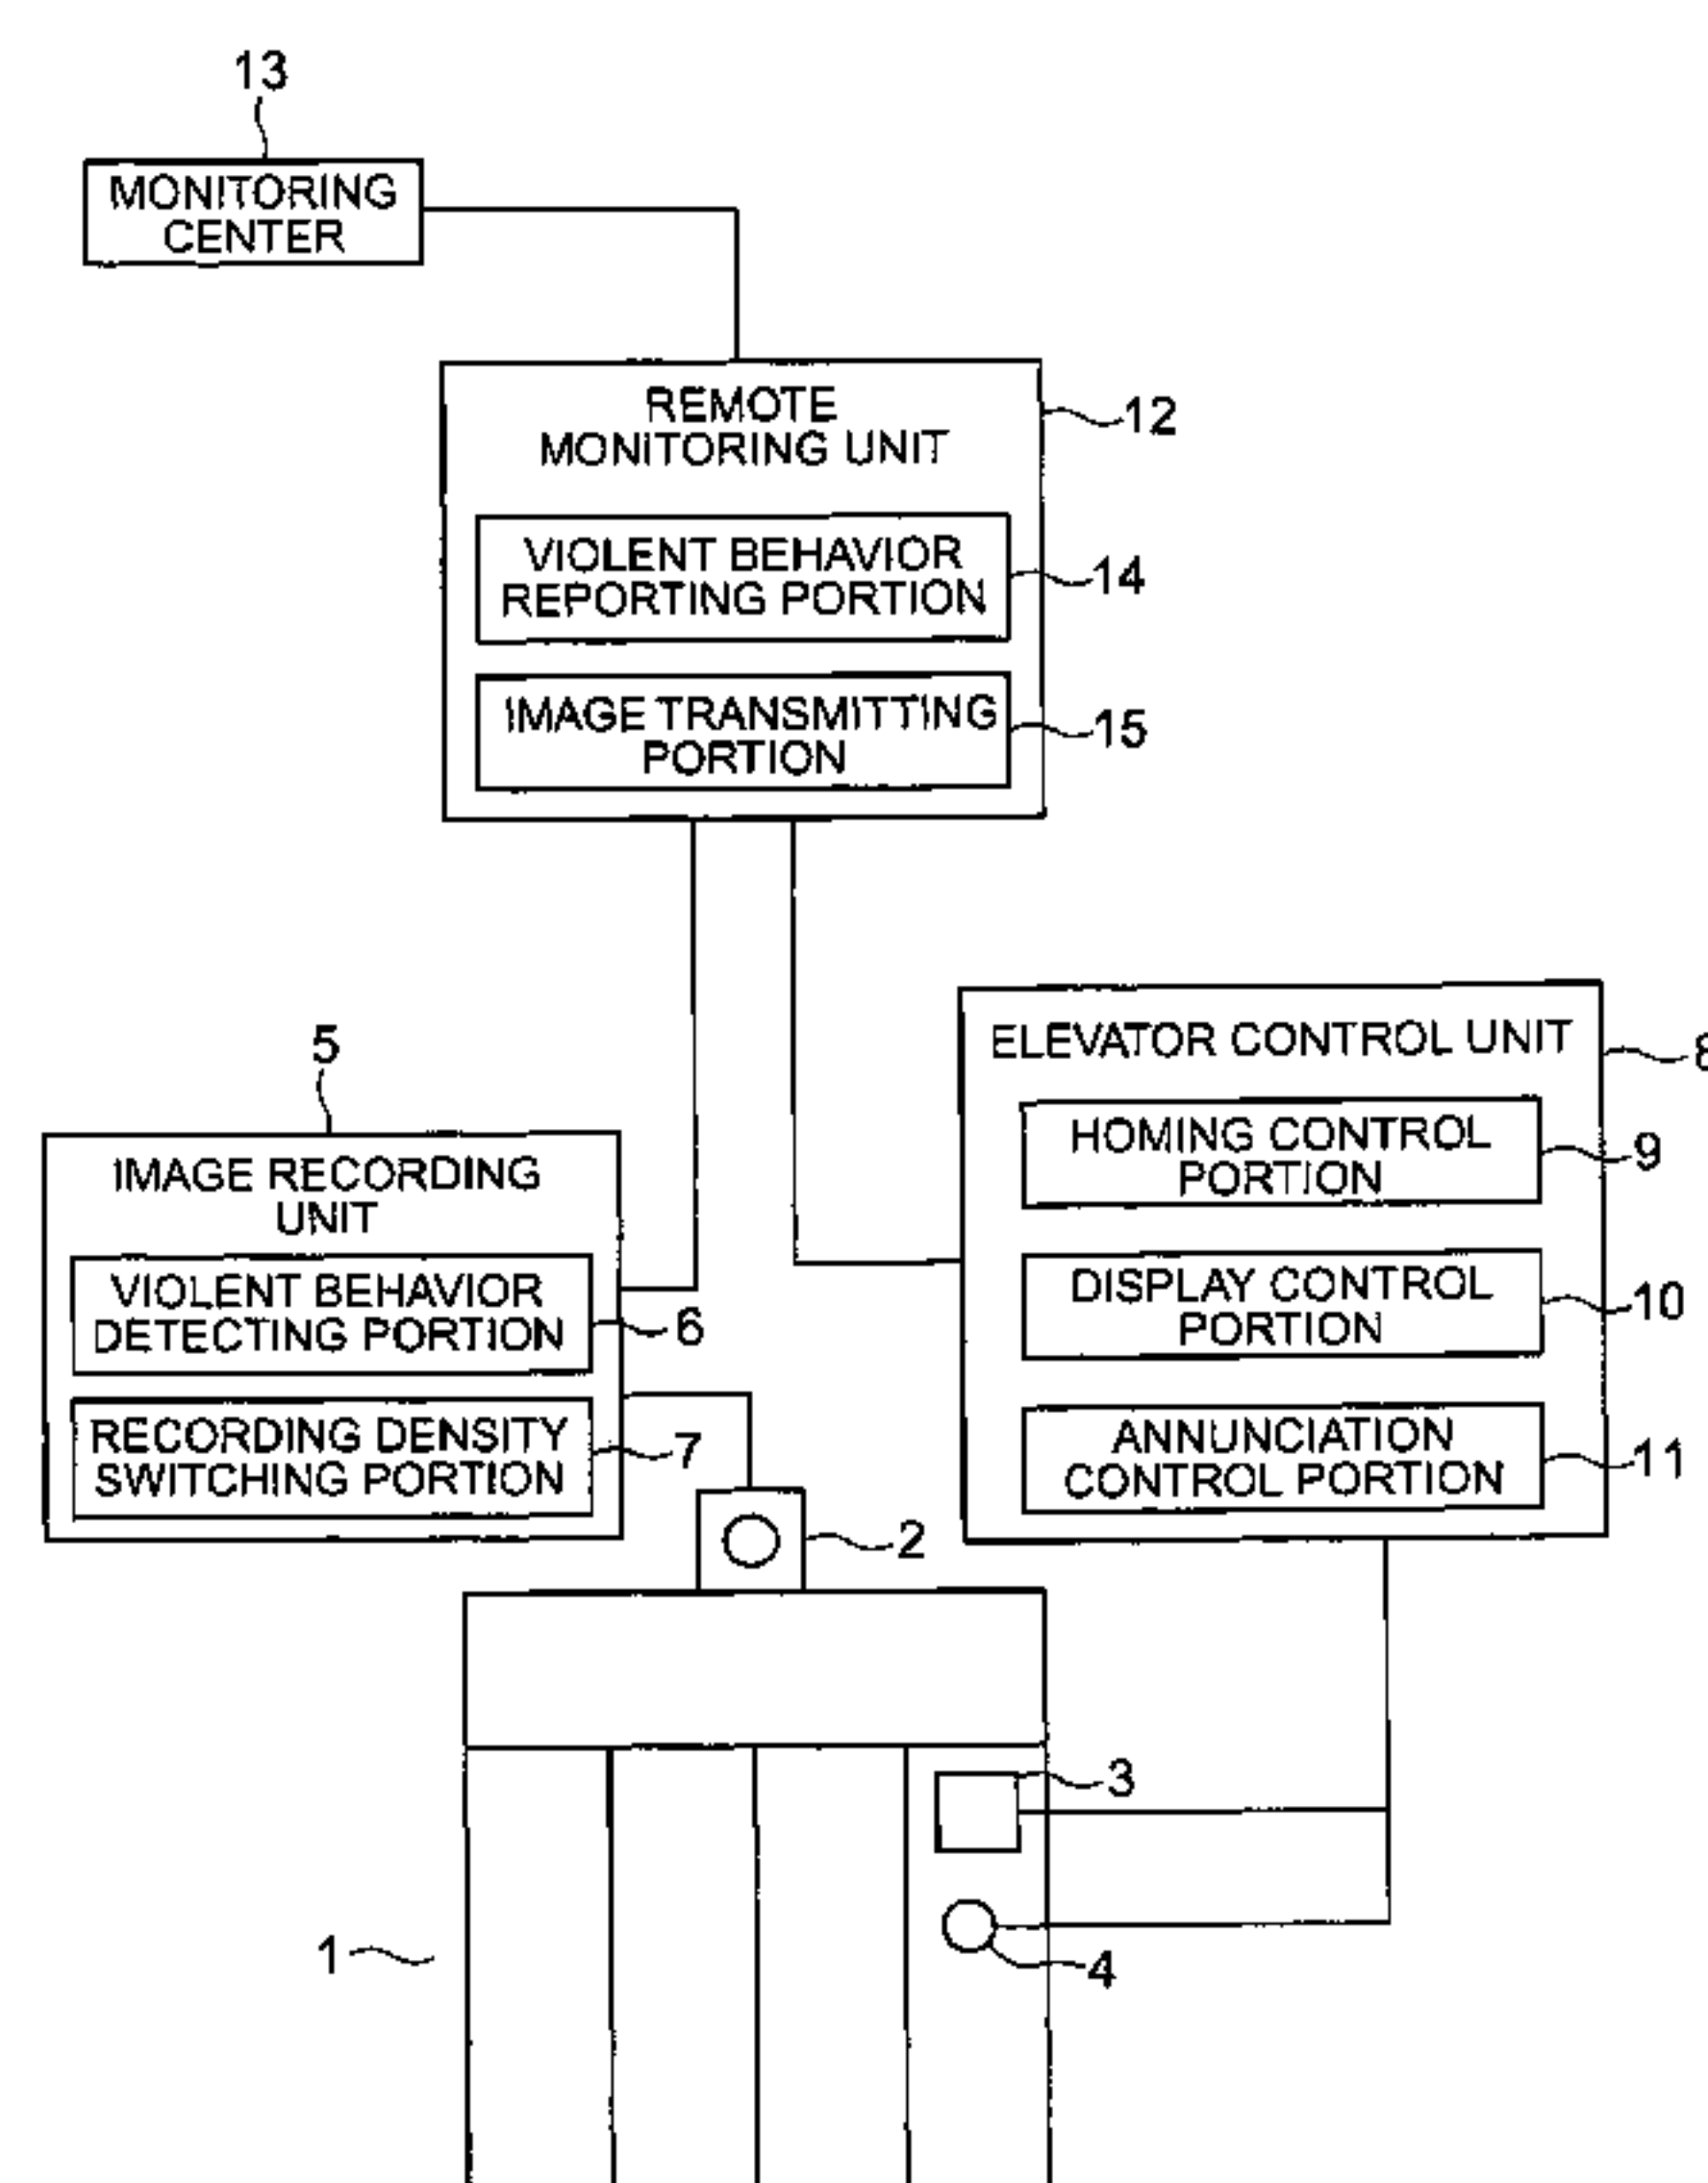 13
MONITORING
CENTER
REMOTE
MONITORING UNIT
12
VIOLENT BEHAVIOR
REPORTING PORTION
14
IMAGE TRANSMITTING
PORTION
15
5
IMAGE RECORDING
UNIT
VIOLENT BEHAVIOR
DETECTING PORTION
6
RECORDING DENSITY
SWITCHING PORTION
7
ELEVATOR CONTROL UNIT
8
HOMING CONTROL
PORTION
9
DISPLAY CONTROL
PORTION
10
ANNUNCIATION
CONTROL PORTION
11
2
3
4
1